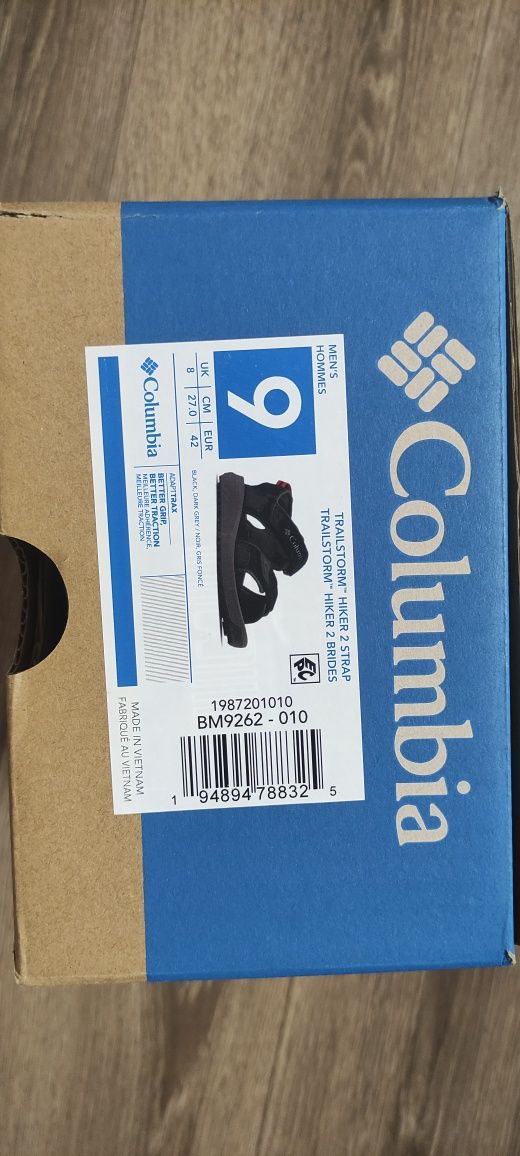 Columbia
MEN'S
HOMMES
9
UK CM EUR
8 27.0 42
TRAILSTORM™ HIKER 2 STRAP
TRAILSTORM™ HIKER 2 BRIDES
Columbia
BLACK, DARK GREY / NOIR, GRIS FONCÉ
EPC
Columbia
ADAPTTRAX
BETTER GRIP,
BETTER TRACTION
MEILLEURE ADHÉRENCE,
MEILLEURE TRACTION
1987201010
BM9262 - 010
1 94894 78832 5
MADE IN VIETNAM
FABRIQUÉ AU VIETNAM